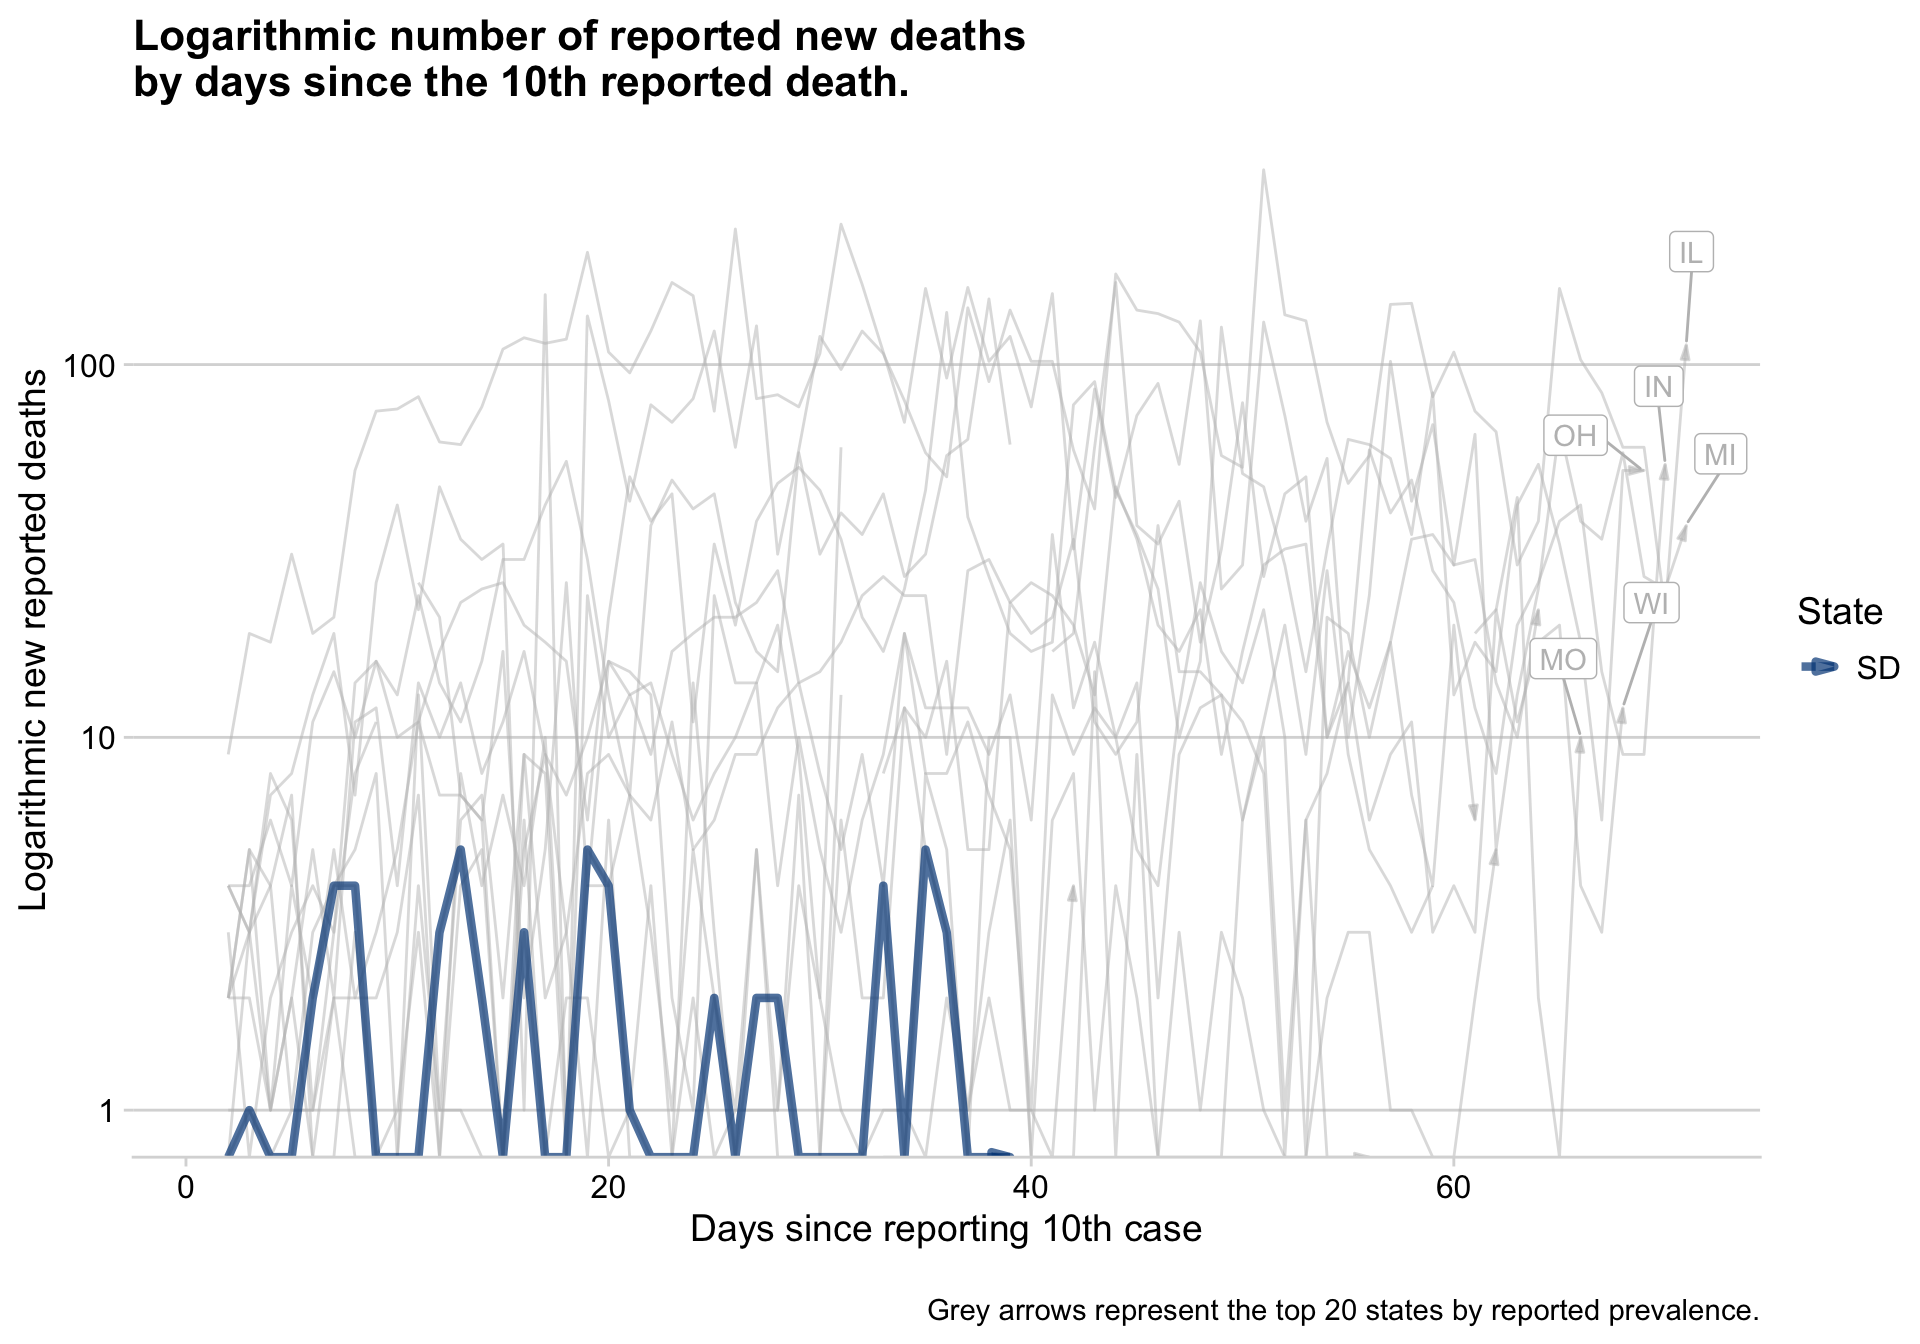 Logarithmic number of reported new deaths
by days since the 10th reported death.
Logarithmic new reported deaths
100
10
1
IL
IN
OH
MI
WI
MO
State
SD
0
20
40
60
Days since reporting 10th case
Grey arrows represent the top 20 states by reported prevalence.